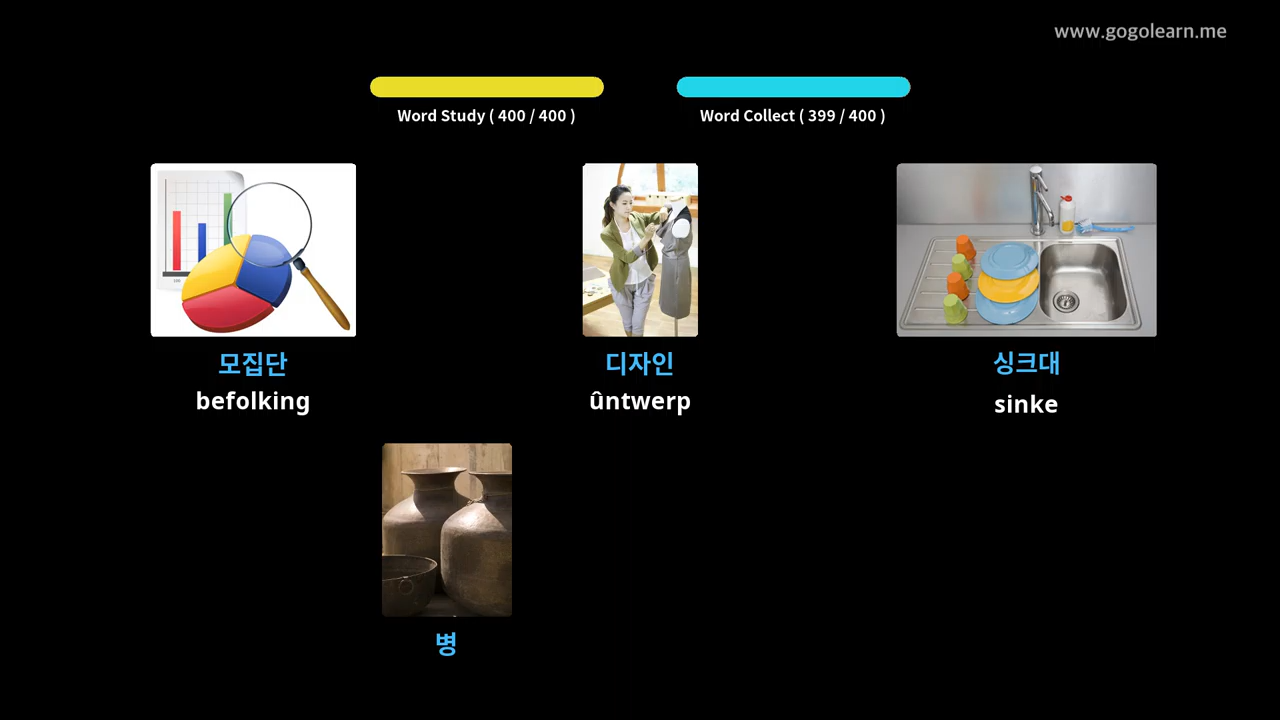 www.gogolearn.me
Word Study ( 400 / 400 )
Word Collect ( 399 / 400 )
모집단
befolking
디자인
ûntwerp
싱크대
sinke
병